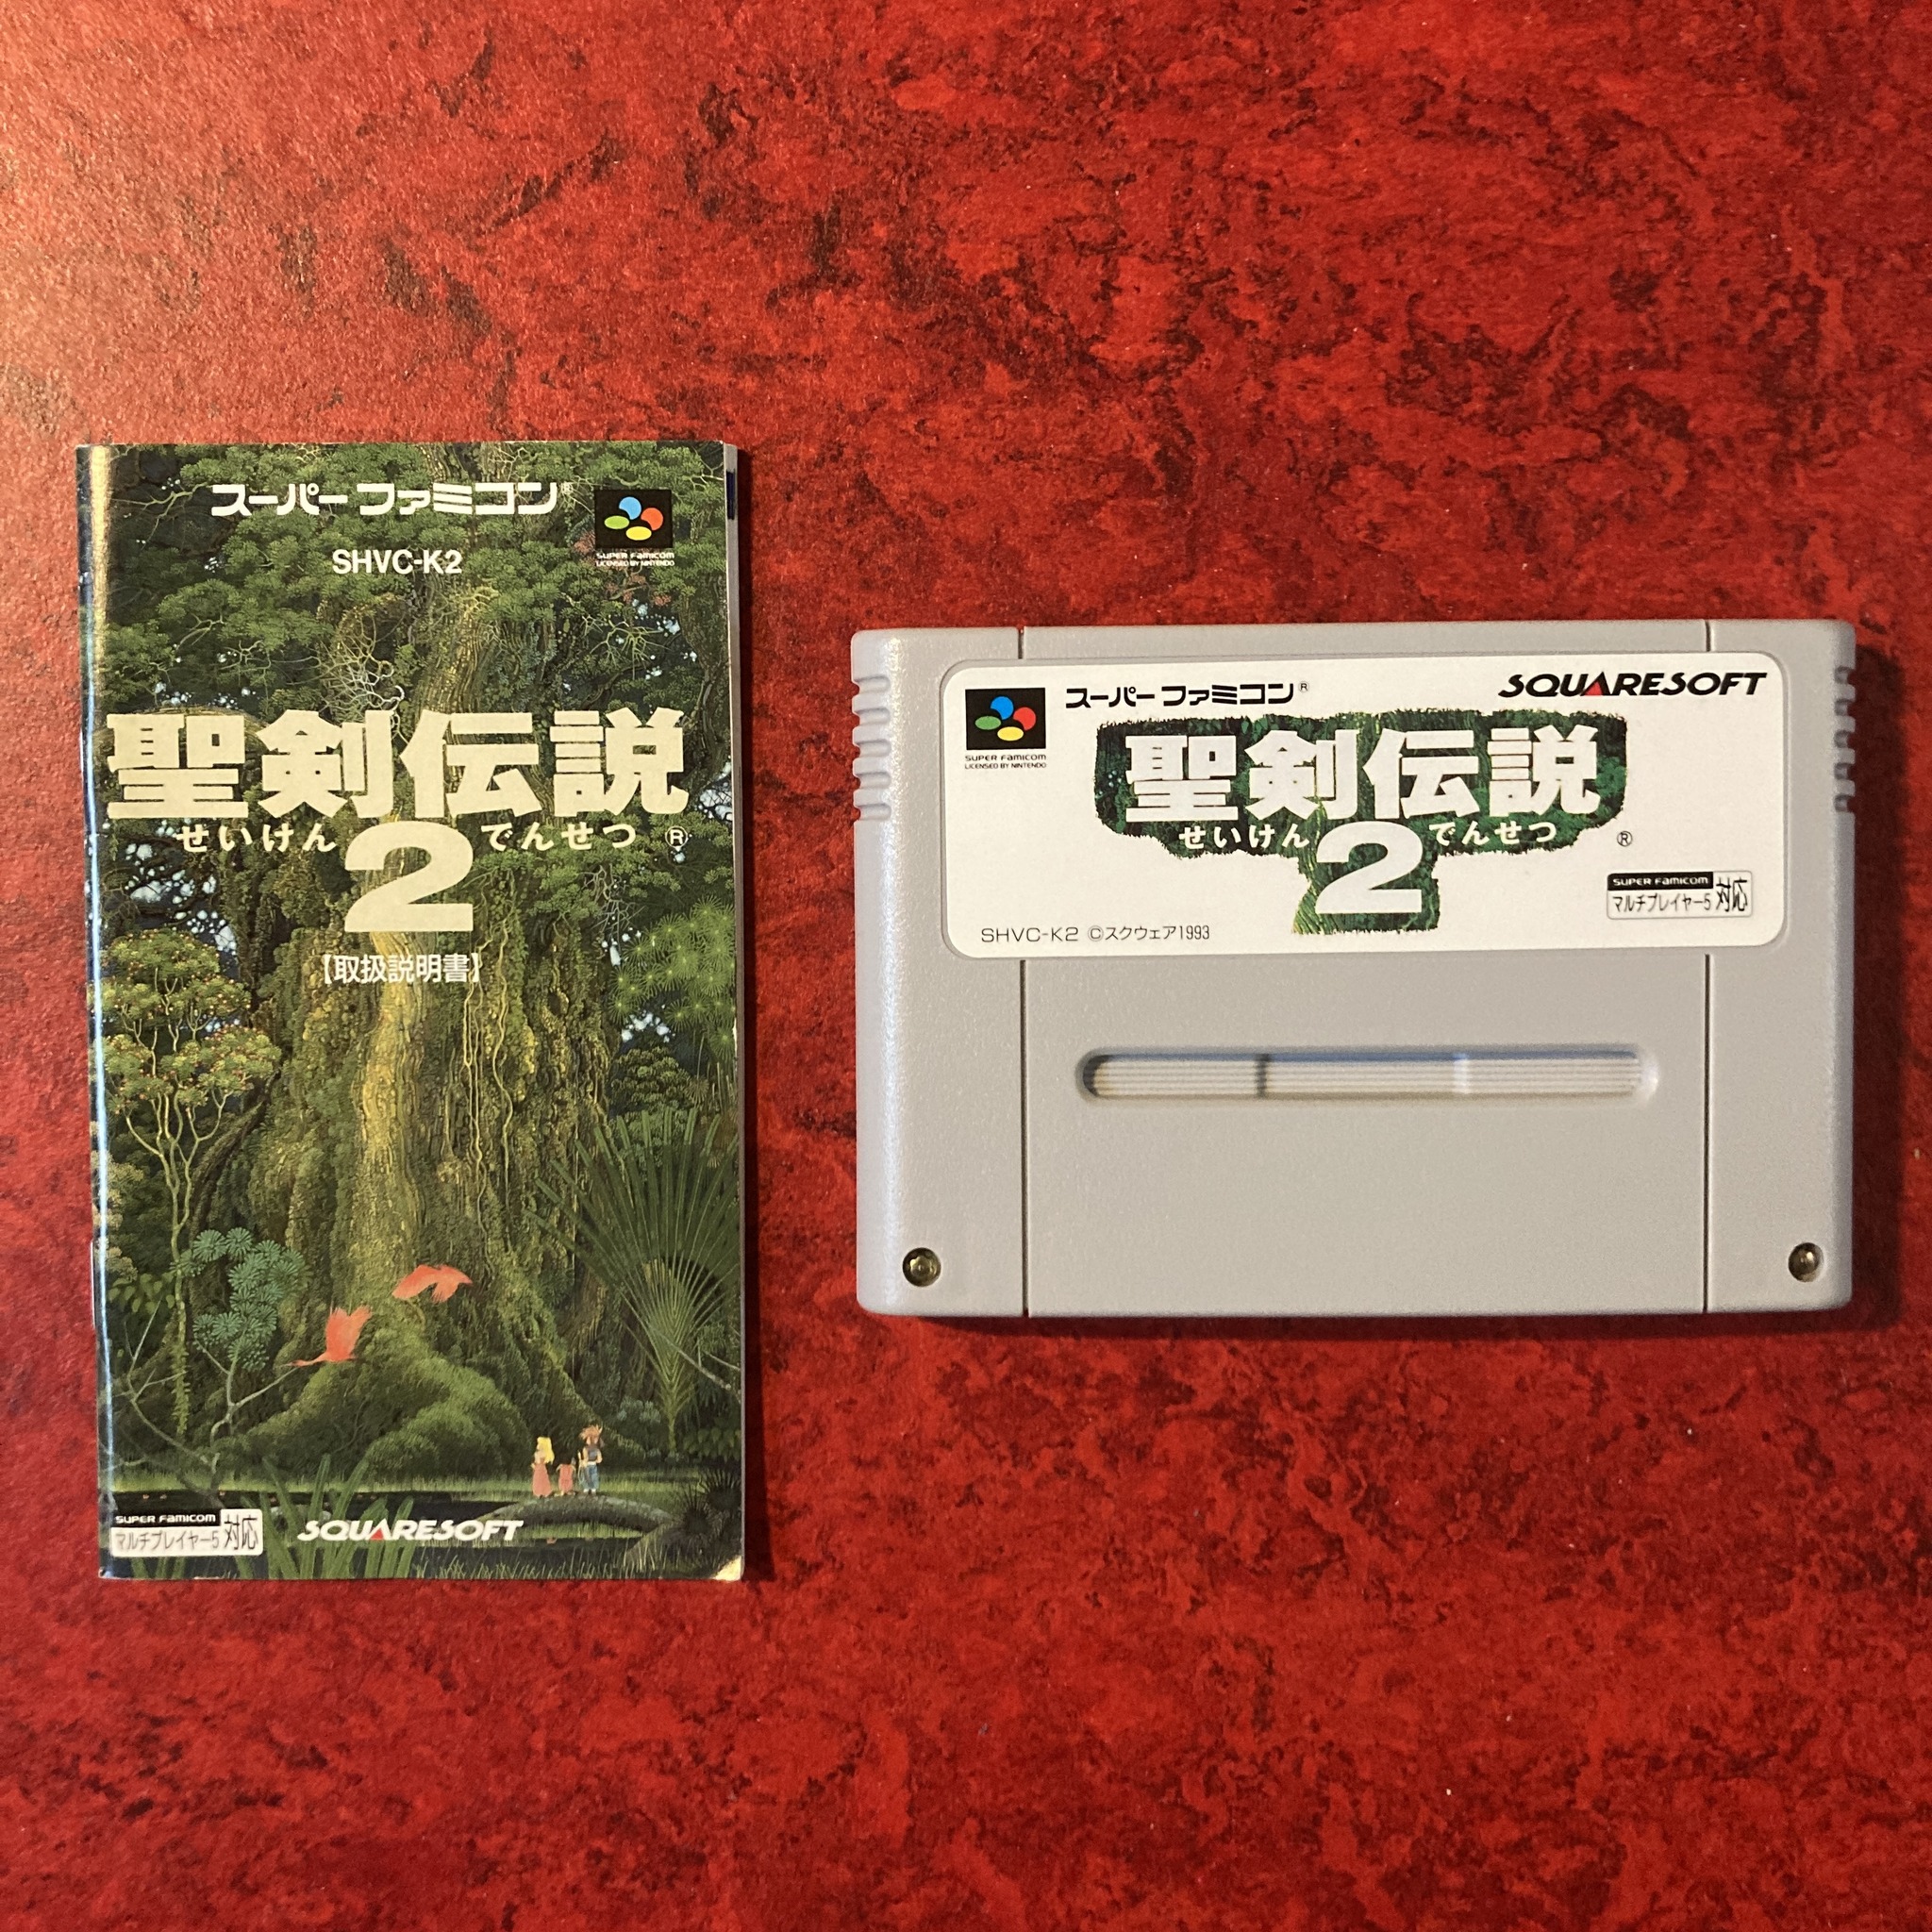 スーパーファミコン®
SHVC-K2
SUPER FAMICOM
LICENSED BY NINTENDO
聖剣伝説
せいけん でんせつ ®
2
【取扱説明書】
SUPER FAMICOM
マルチプレイヤー5 対応
SQUARESOFT
スーパーファミコン®
SQUARESOFT
SUPER FAMICOM
LICENSED BY NINTENDO
聖剣伝説
せいけん でんせつ ®
2
SUPER FAMICOM
マルチプレイヤー5 対応
SHVC-K2 ©スクウェア1993